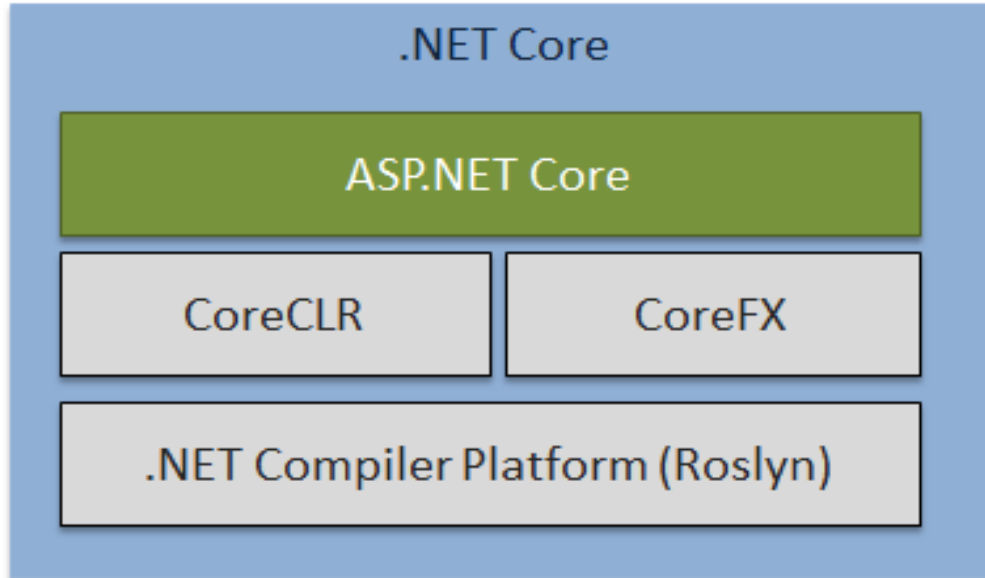 .NET Core
ASP.NET Core
CoreCLR
CoreFX
.NET Compiler Platform (Roslyn)